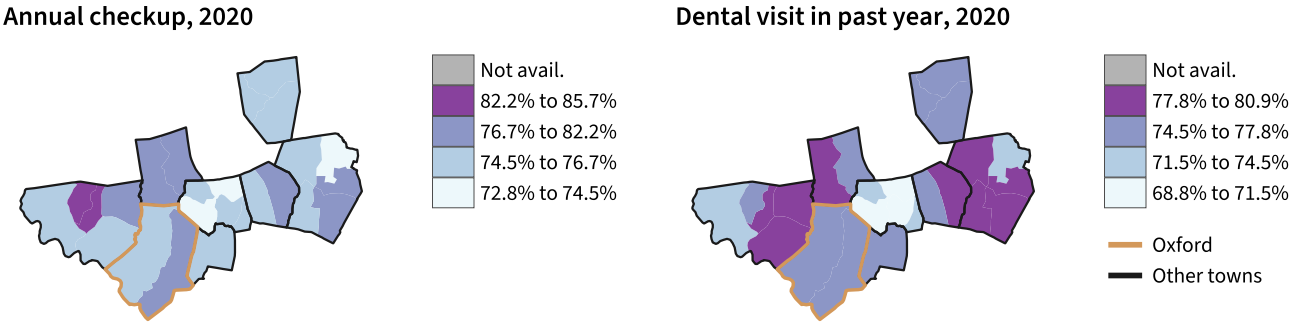 Annual checkup, 2020
Not avail.
82.2% to 85.7%
76.7% to 82.2%
74.5% to 76.7%
72.8% to 74.5%
Dental visit in past year, 2020
Not avail.
77.8% to 80.9%
74.5% to 77.8%
71.5% to 74.5%
68.8% to 71.5%
Oxford
Other towns